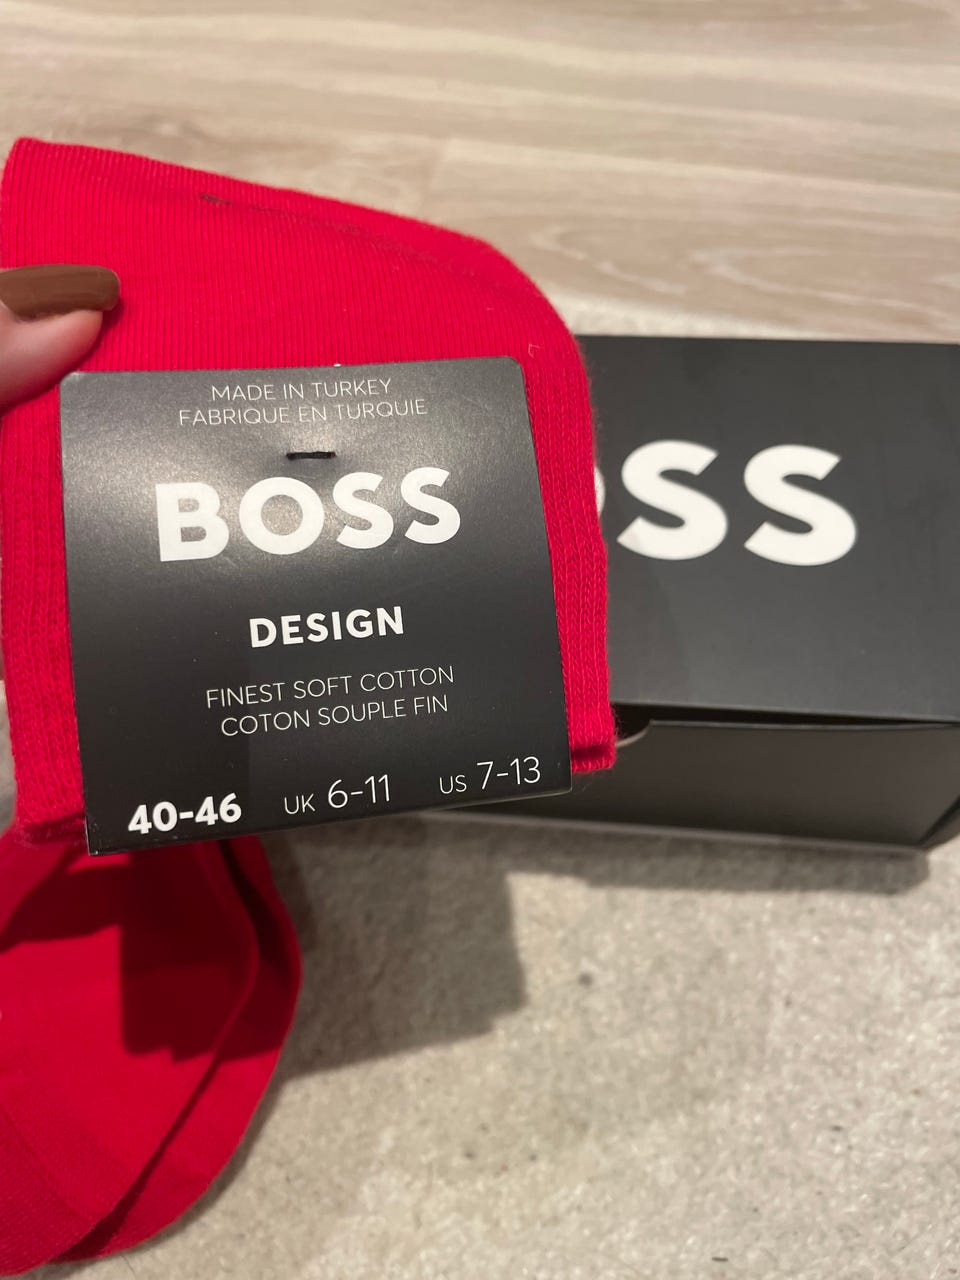 MADE IN TURKEY
FABRIQUE EN TURQUIE
BOSS
DESIGN
FINEST SOFT COTTON
COTON SOUPLE FIN
40-46 UK 6-11 US 7-13
OSS